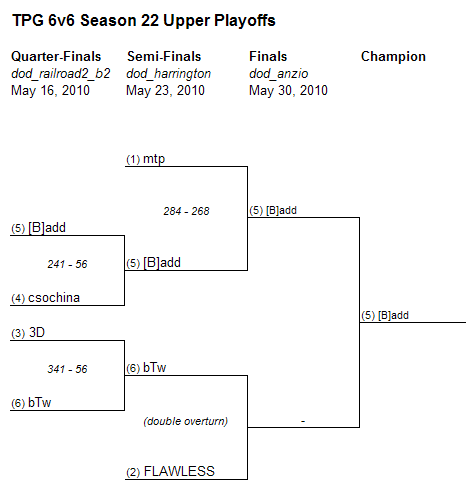 TPG 6v6 Season 22 Upper Playoffs
Quarter-Finals Semi-Finals Finals Champion
dod_railroad2_b2 dod_harrington dod_anzio
May 16, 2010 May 23, 2010 May 30, 2010
(1) mtp
284 - 268
(5) [B]add
(5) [B]add
241 - 56
(5) [B]add
(4) csochina
(5) [B]add
(3) 3D
341 - 56
(6) bTw
(6) bTw
(double overturn)
-
(2) FLAWLESS